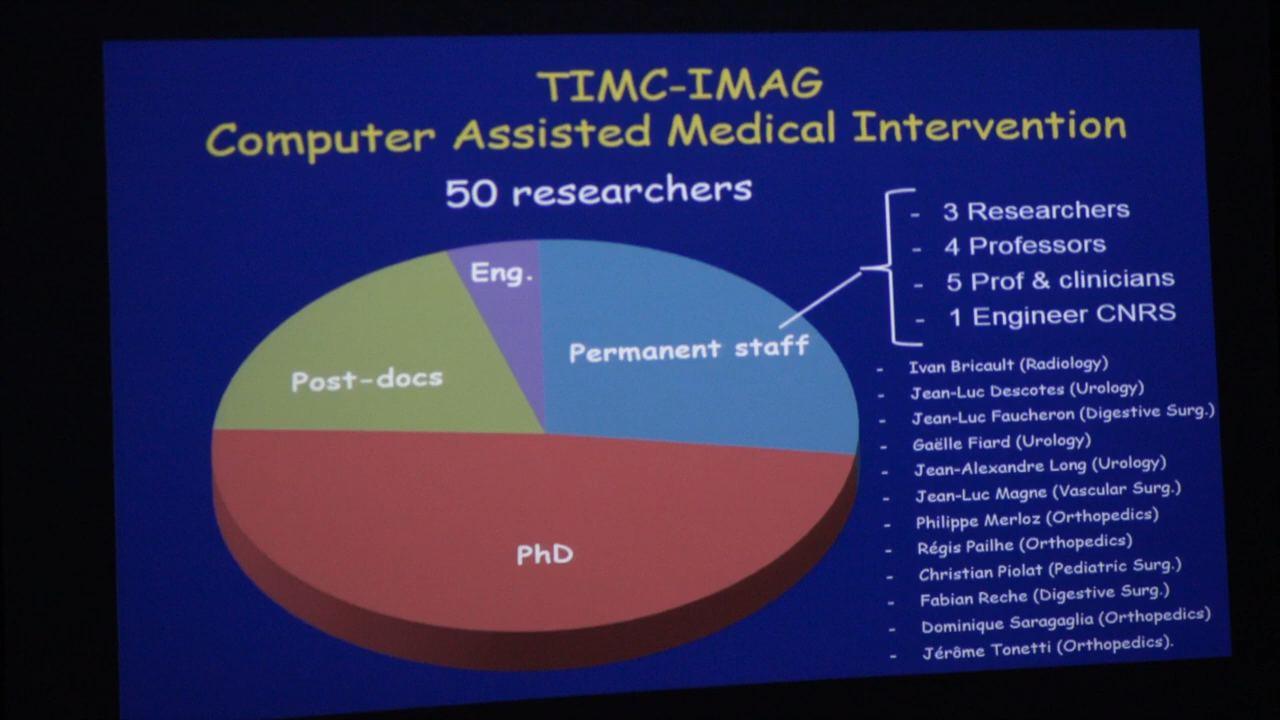 TIMC-IMAG
Computer Assisted Medical Intervention
50 researchers
- 3 Researchers
- 4 Professors
- 5 Prof & clinicians
- 1 Engineer CNRS
Eng.
Permanent staff
Post-docs
PhD
- Ivan Bricault (Radiology)
- Jean-Luc Descotes (Urology)
- Jean-Luc Faucheron (Digestive Surg.)
- Gaëlle Fiard (Urology)
- Jean-Alexandre Long (Urology)
- Jean-Luc Magne (Vascular Surg.)
- Philippe Merloz (Orthopedics)
- Régis Pailhe (Orthopedics)
- Christian Piolat (Pediatric Surg.)
- Fabian Reche (Digestive Surg.)
- Dominique Saragaglia (Orthopedics)
- Jérôme Tonetti (Orthopedics).